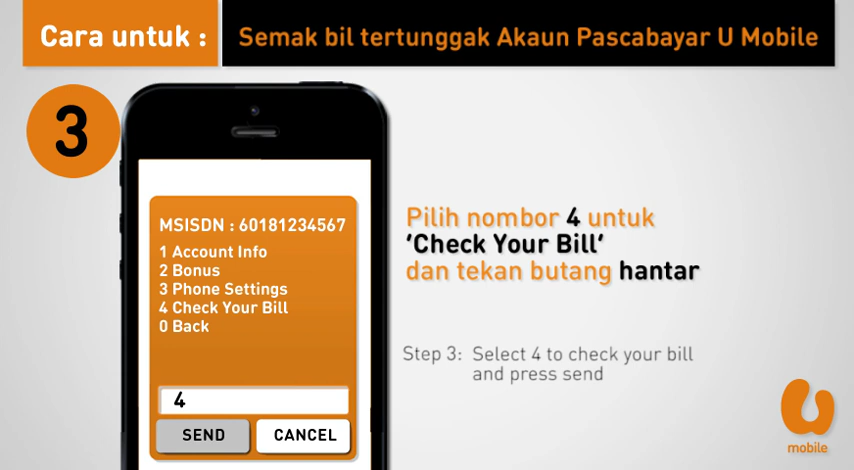 Cara untuk : Semak bil tertunggak Akaun Pascabayar U Mobile
3
MSISDN : 60181234567
1 Account Info
2 Bonus
3 Phone Settings
4 Check Your Bill
0 Back
4
SEND CANCEL
Pilih nombor 4 untuk
'Check Your Bill'
dan tekan butang hantar
Step 3: Select 4 to check your bill
and press send
mobile